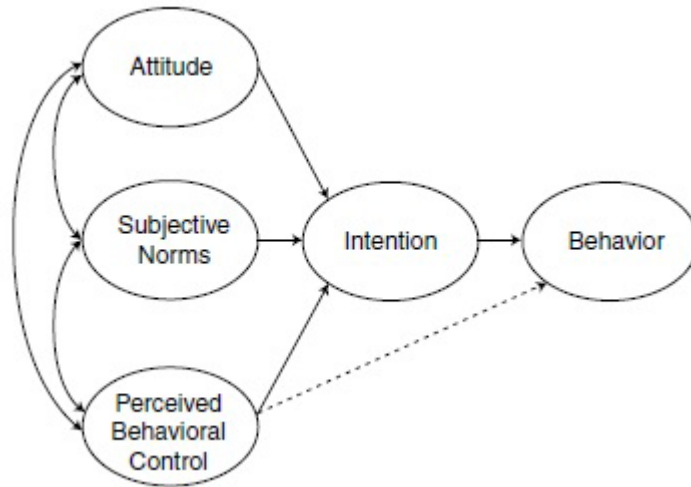 Attitude
Subjective
Norms
Intention
Behavior
Perceived
Behavioral
Control